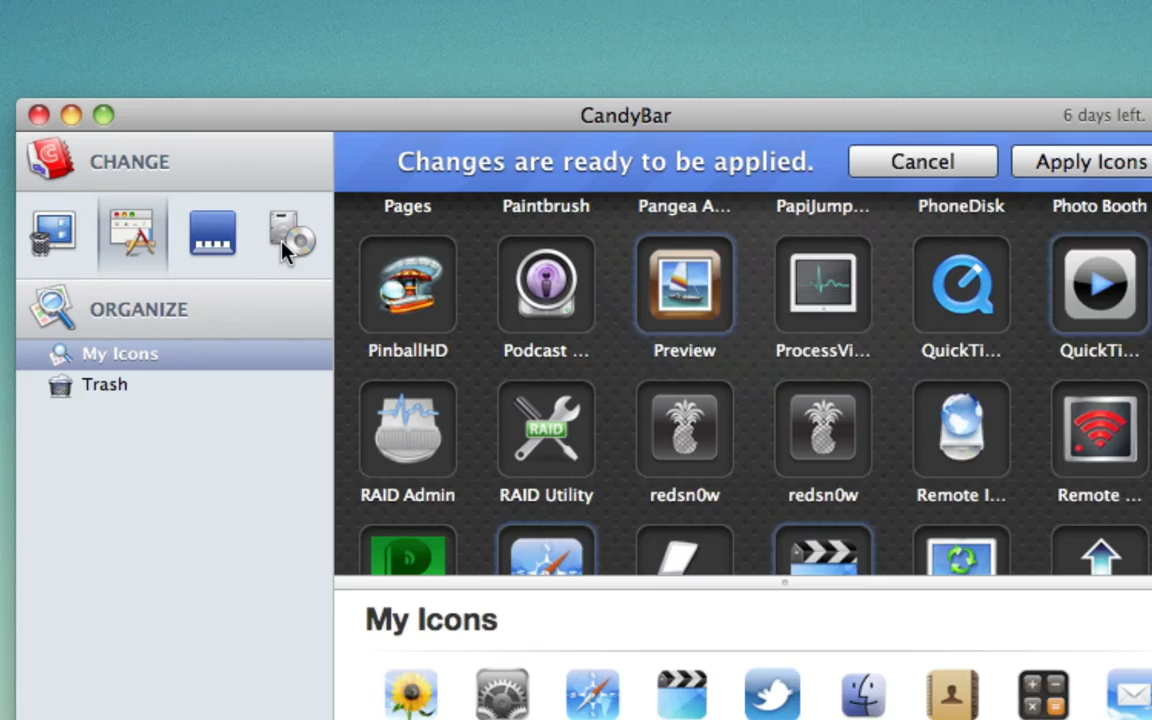 CandyBar
6 days left.
CHANGE
Changes are ready to be applied.
Cancel
Apply Icons
Pages
Paintbrush
Pangea A...
PapiJump...
PhoneDisk
Photo Booth
ORGANIZE
My Icons
Trash
PinballHD
Podcast ...
Preview
ProcessVi...
QuickTi...
QuickTi...
RAID
RAID Admin
RAID Utility
redsn0w
redsn0w
Remote I...
Remote ...
My Icons